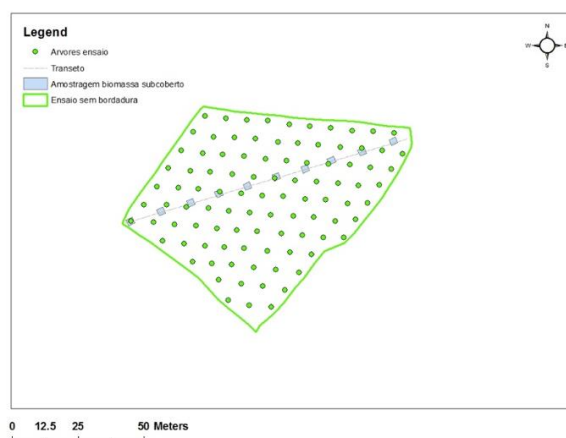 Legend
Arvores ensaio
Transeto
Amostragem biomassa subcoberto
Ensaio sem bordadura
N
W E
S
0 12.5 25 50 Meters